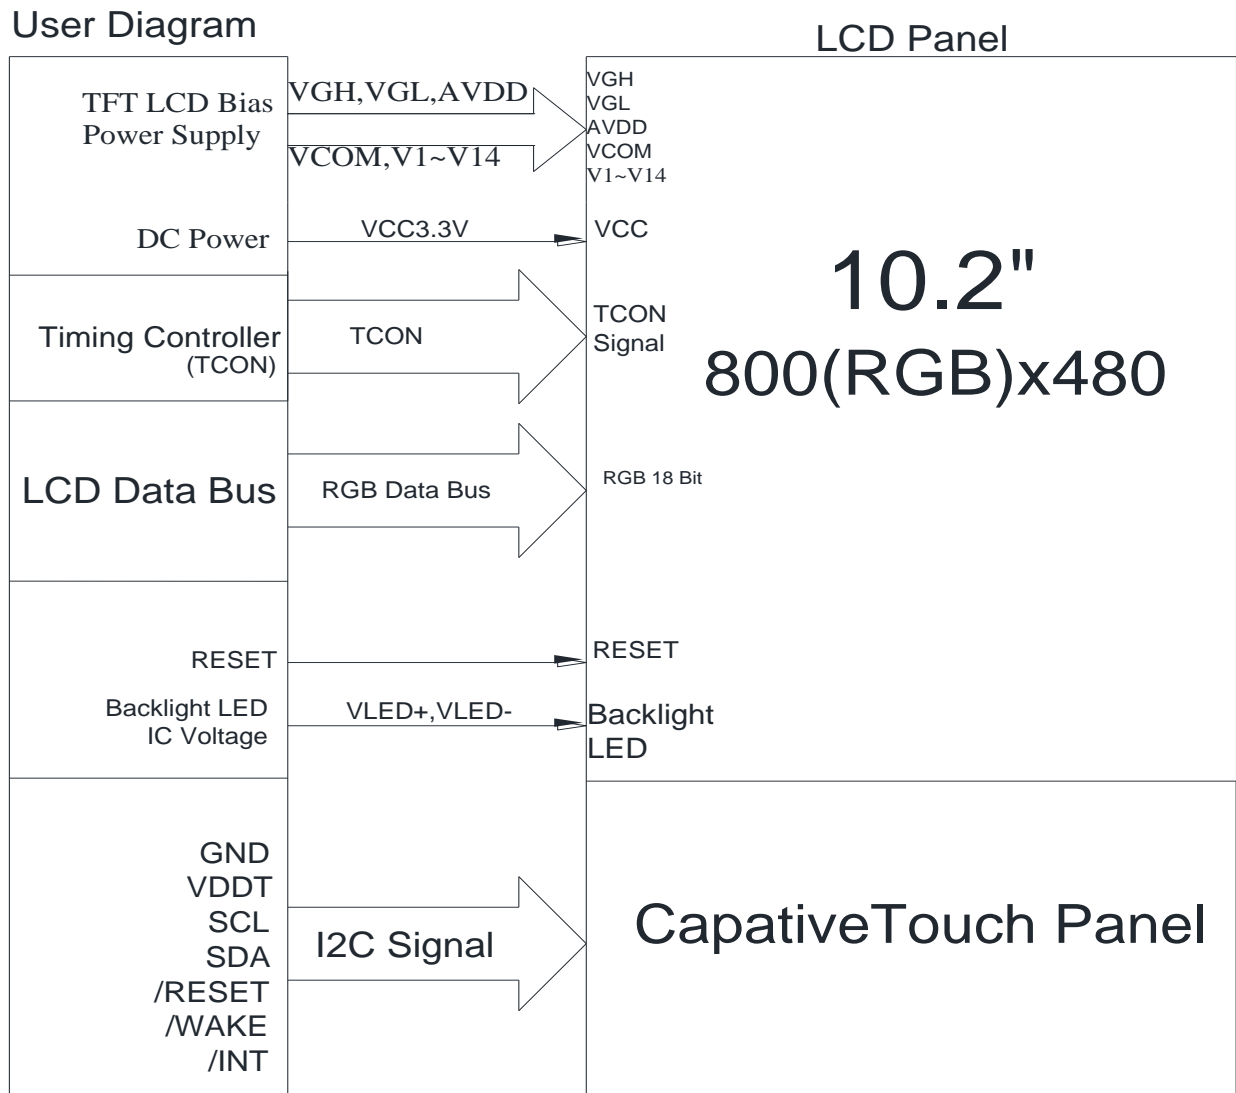 User Diagram
LCD Panel
TFT LCD Bias
Power Supply
VGH,VGL,AVDD
VCOM,V1~V14
VGH
VGL
AVDD
VCOM
V1~V14
DC Power
VCC3.3V
VCC
10.2"
800(RGB)x480
Timing Controller
(TCON)
TCON
TCON
Signal
LCD Data Bus
RGB Data Bus
RGB 18 Bit
RESET
RESET
Backlight LED
IC Voltage
VLED+,VLED-
Backlight
LED
GND
VDDT
SCL
SDA
/RESET
/WAKE
/INT
I2C Signal
CapativeTouch Panel